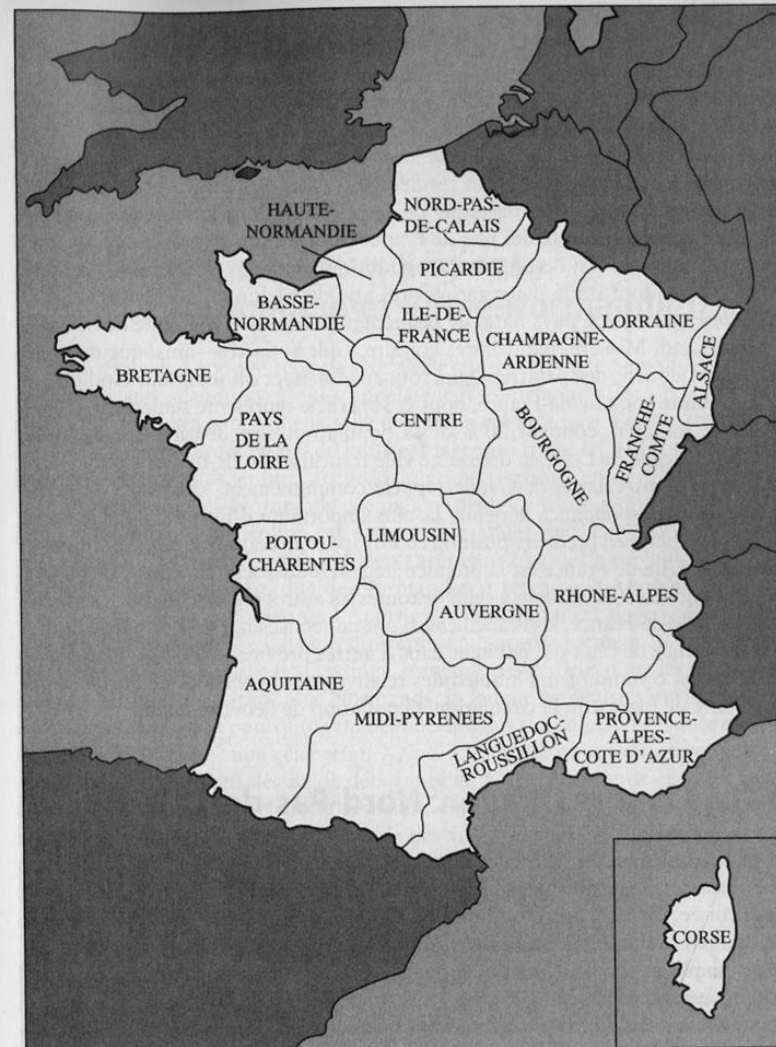 HAUTE-
NORMANDIE
NORD-PAS-
DE-CALAIS
PICARDIE
BASSE-
NORMANDIE
ILE-DE-
FRANCE
CHAMPAGNE-
ARDENNE
LORRAINE
ALSACE
BRETAGNE
PAYS
DE LA
LOIRE
CENTRE
BOURGOGNE
FRANCHE-
COMTE
POITOU-
CHARENTES
LIMOUSIN
AUVERGNE
RHONE-ALPES
AQUITAINE
MIDI-PYRENEES
LANGUEDOC-
ROUSSILLON
PROVENCE-
ALPES-
COTE D'AZUR
CORSE